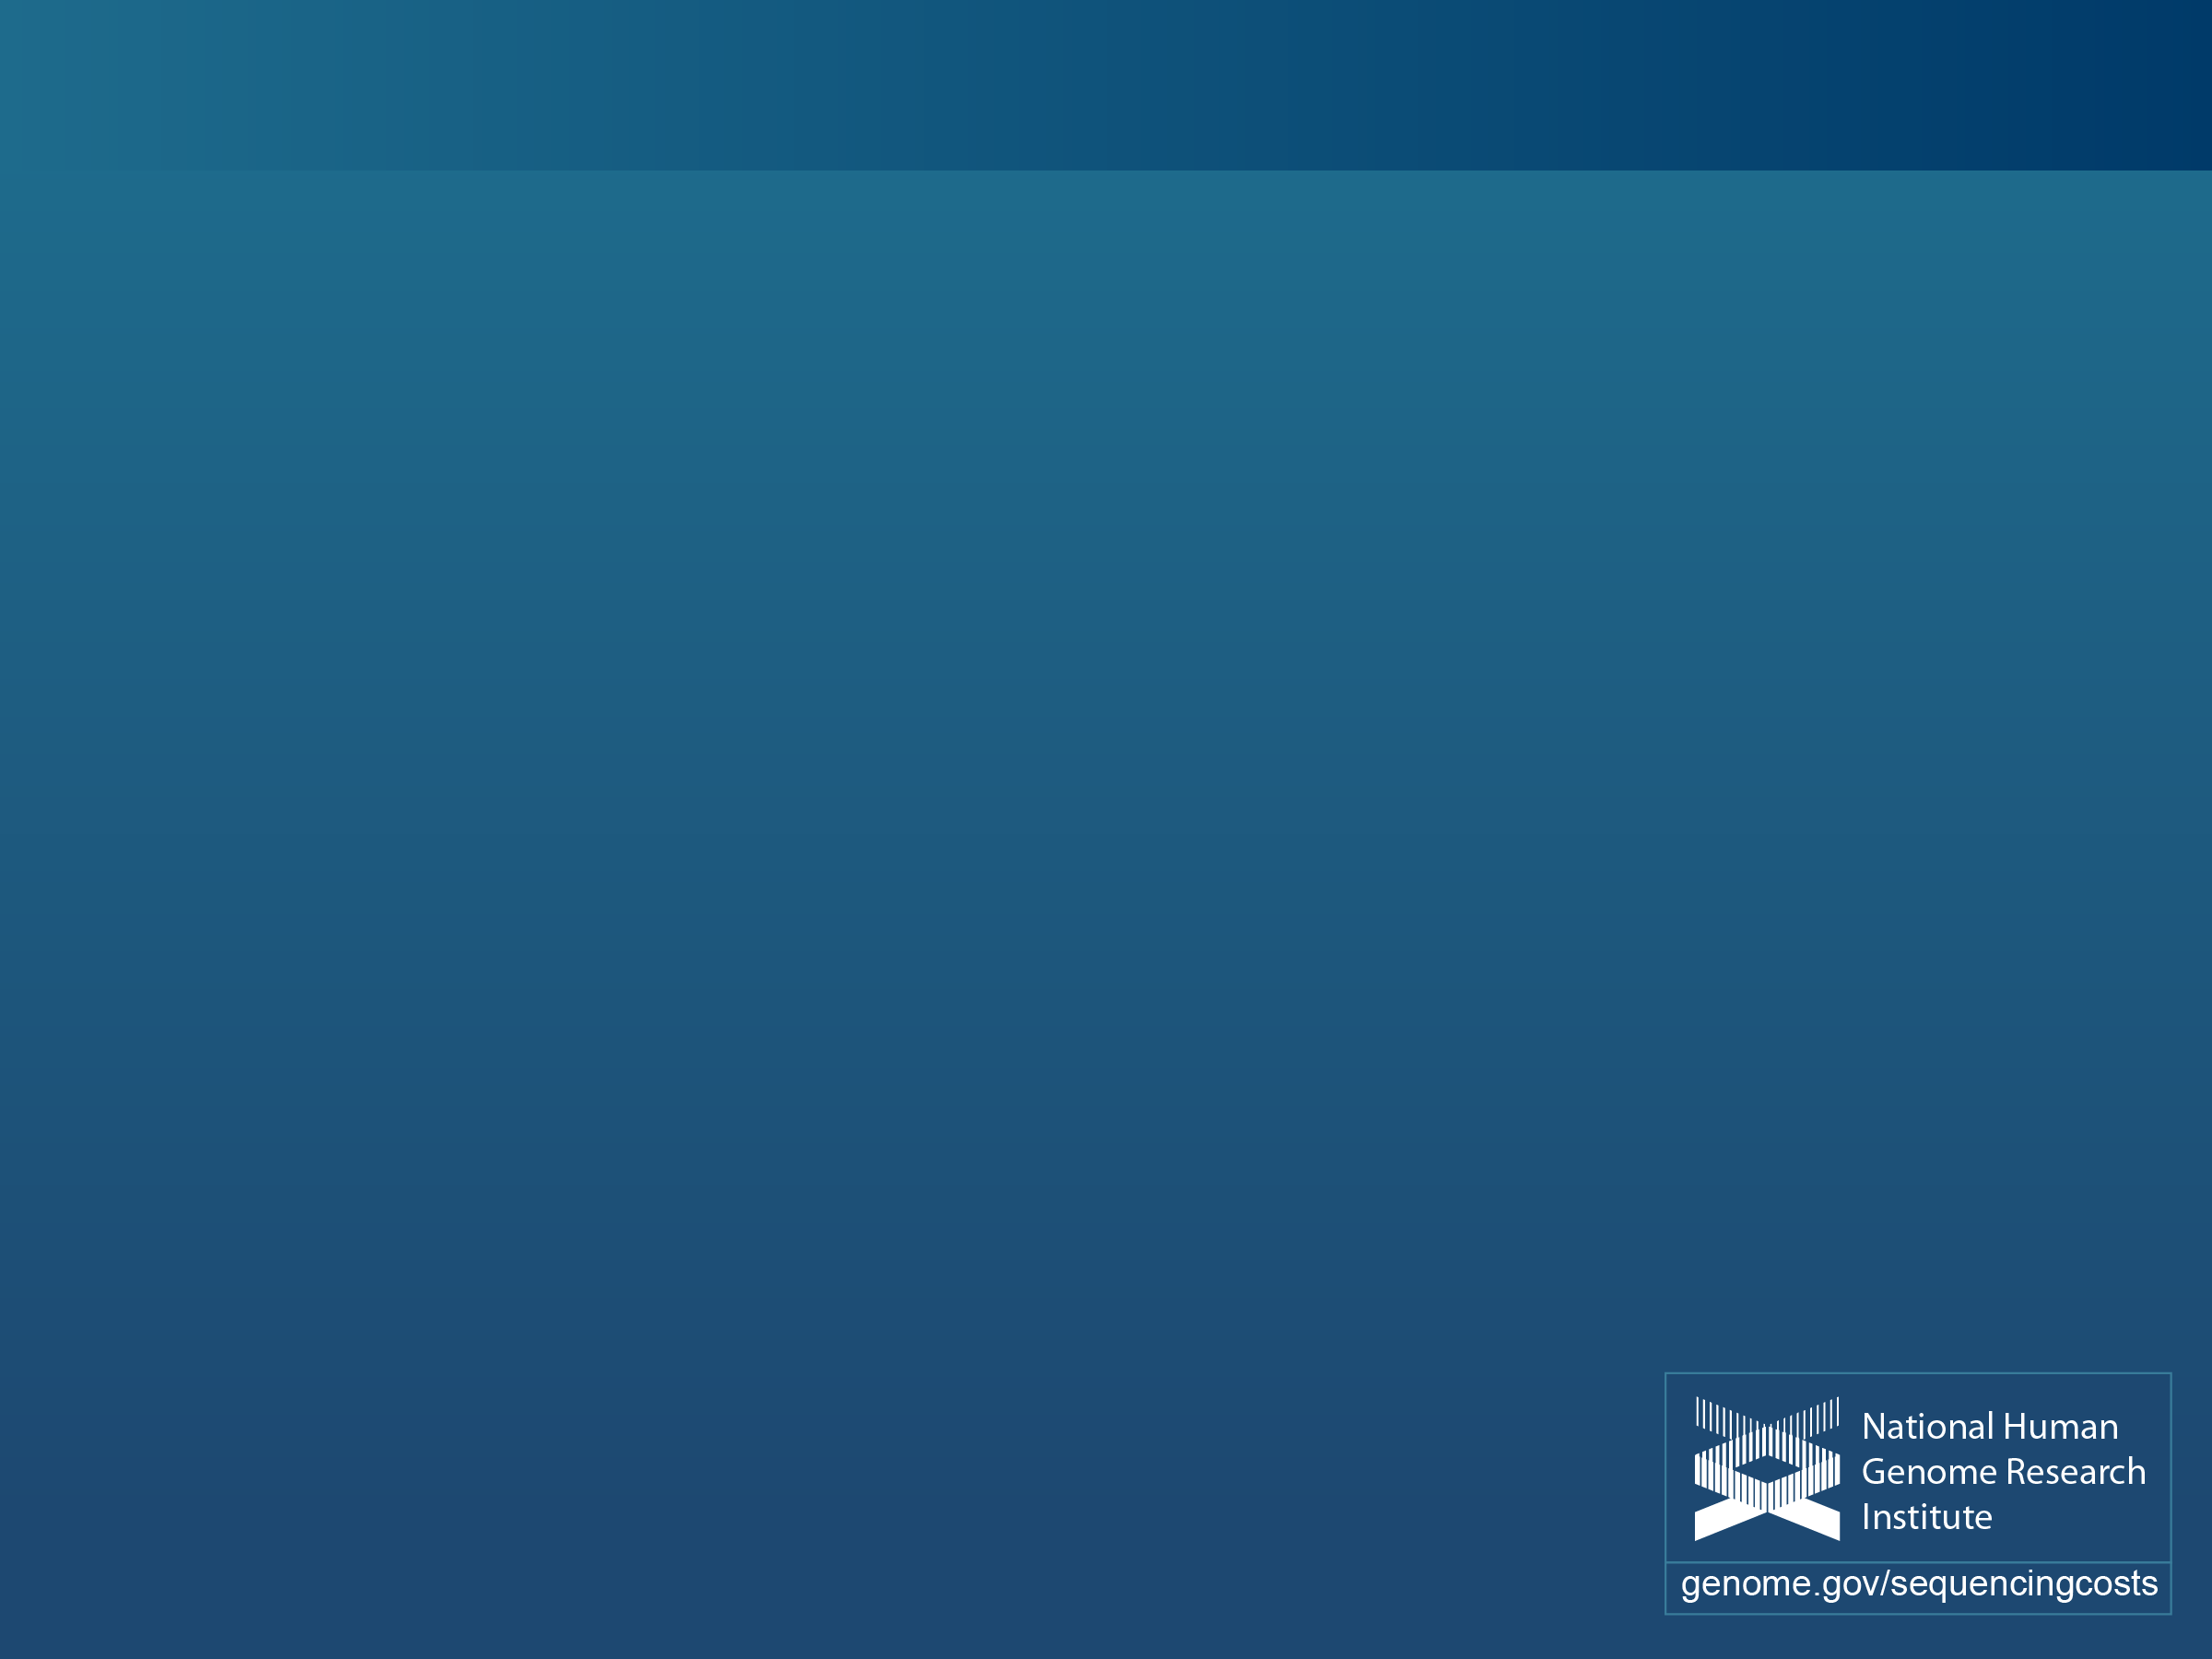 National Human
Genome Research
Institute
genome.gov/sequencingcosts